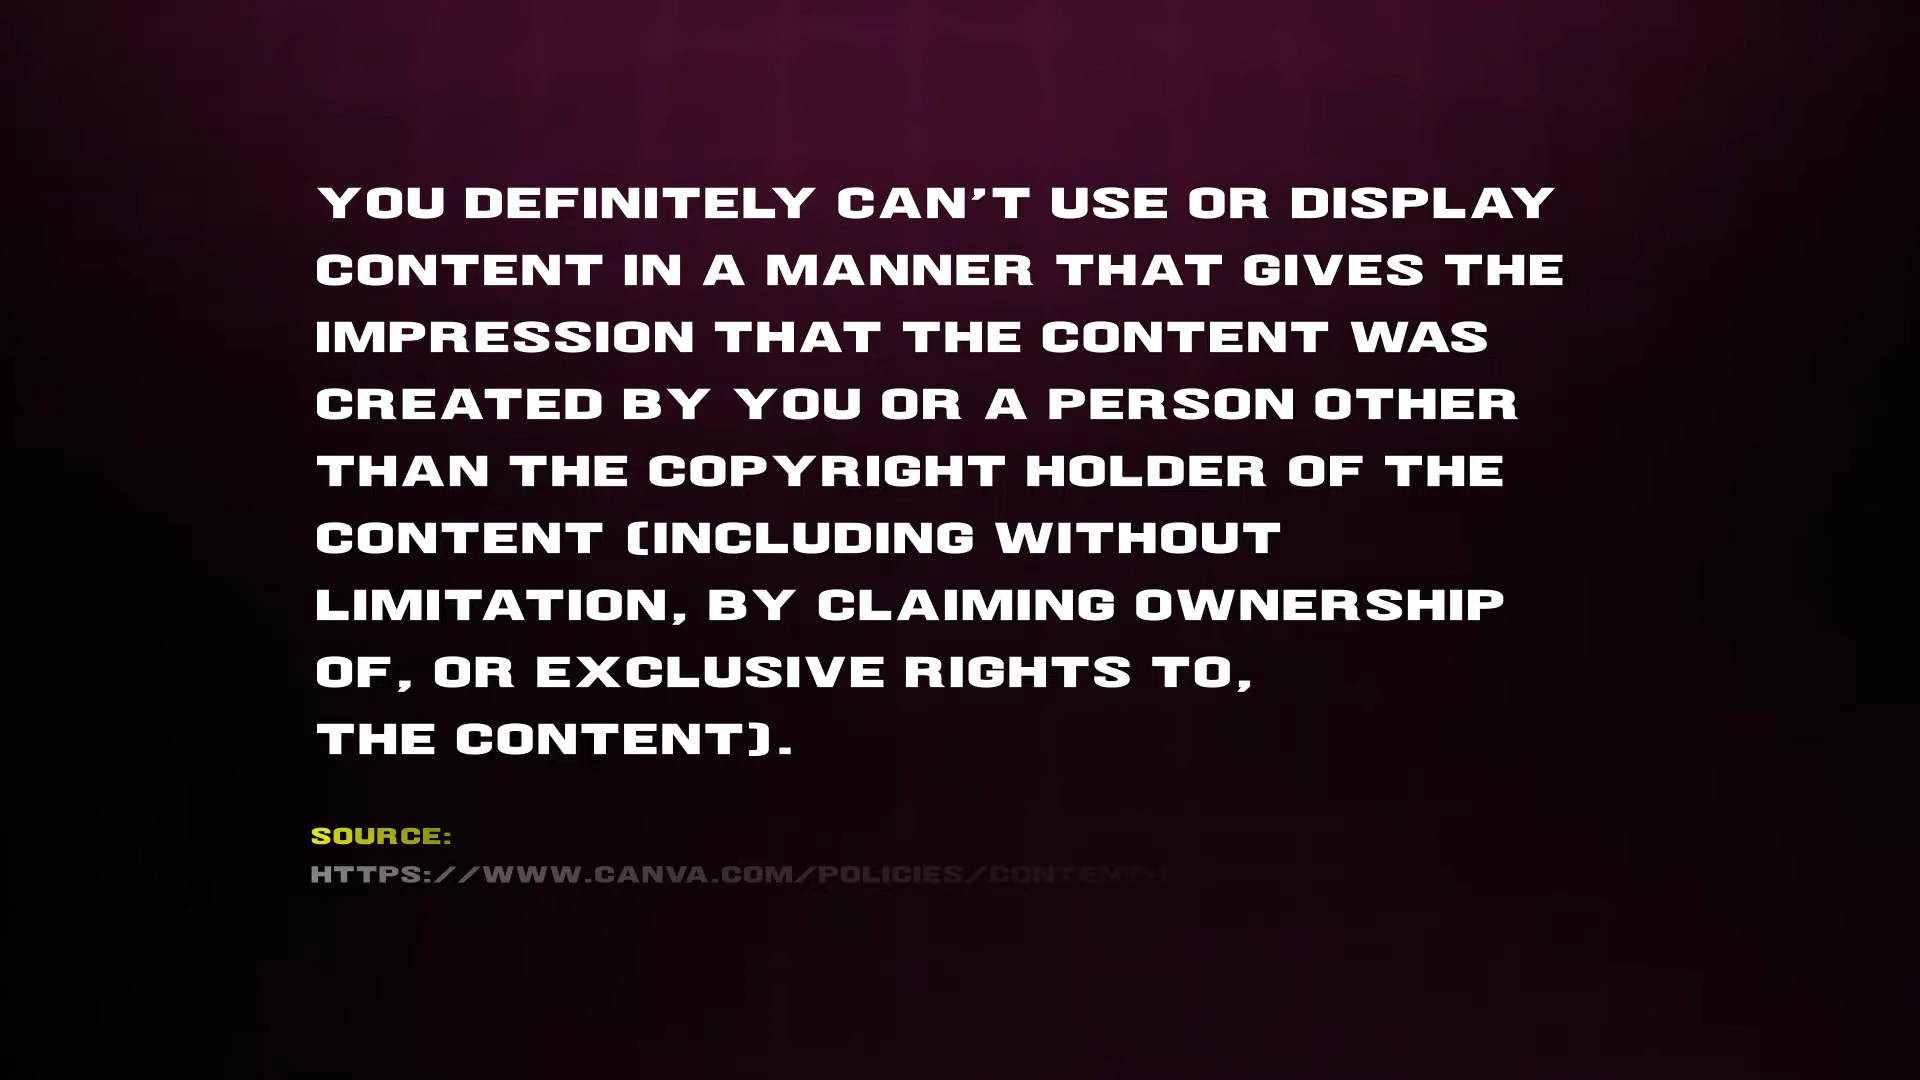 YOU DEFINITELY CAN'T USE OR DISPLAY
CONTENT IN A MANNER THAT GIVES THE
IMPRESSION THAT THE CONTENT WAS
CREATED BY YOU OR A PERSON OTHER
THAN THE COPYRIGHT HOLDER OF THE
CONTENT (INCLUDING WITHOUT
LIMITATION, BY CLAIMING OWNERSHIP
OF, OR EXCLUSIVE RIGHTS TO,
THE CONTENT).
SOURCE:
HTTPS://WWW.CANVA.COM/POLICIES/CONTENT-